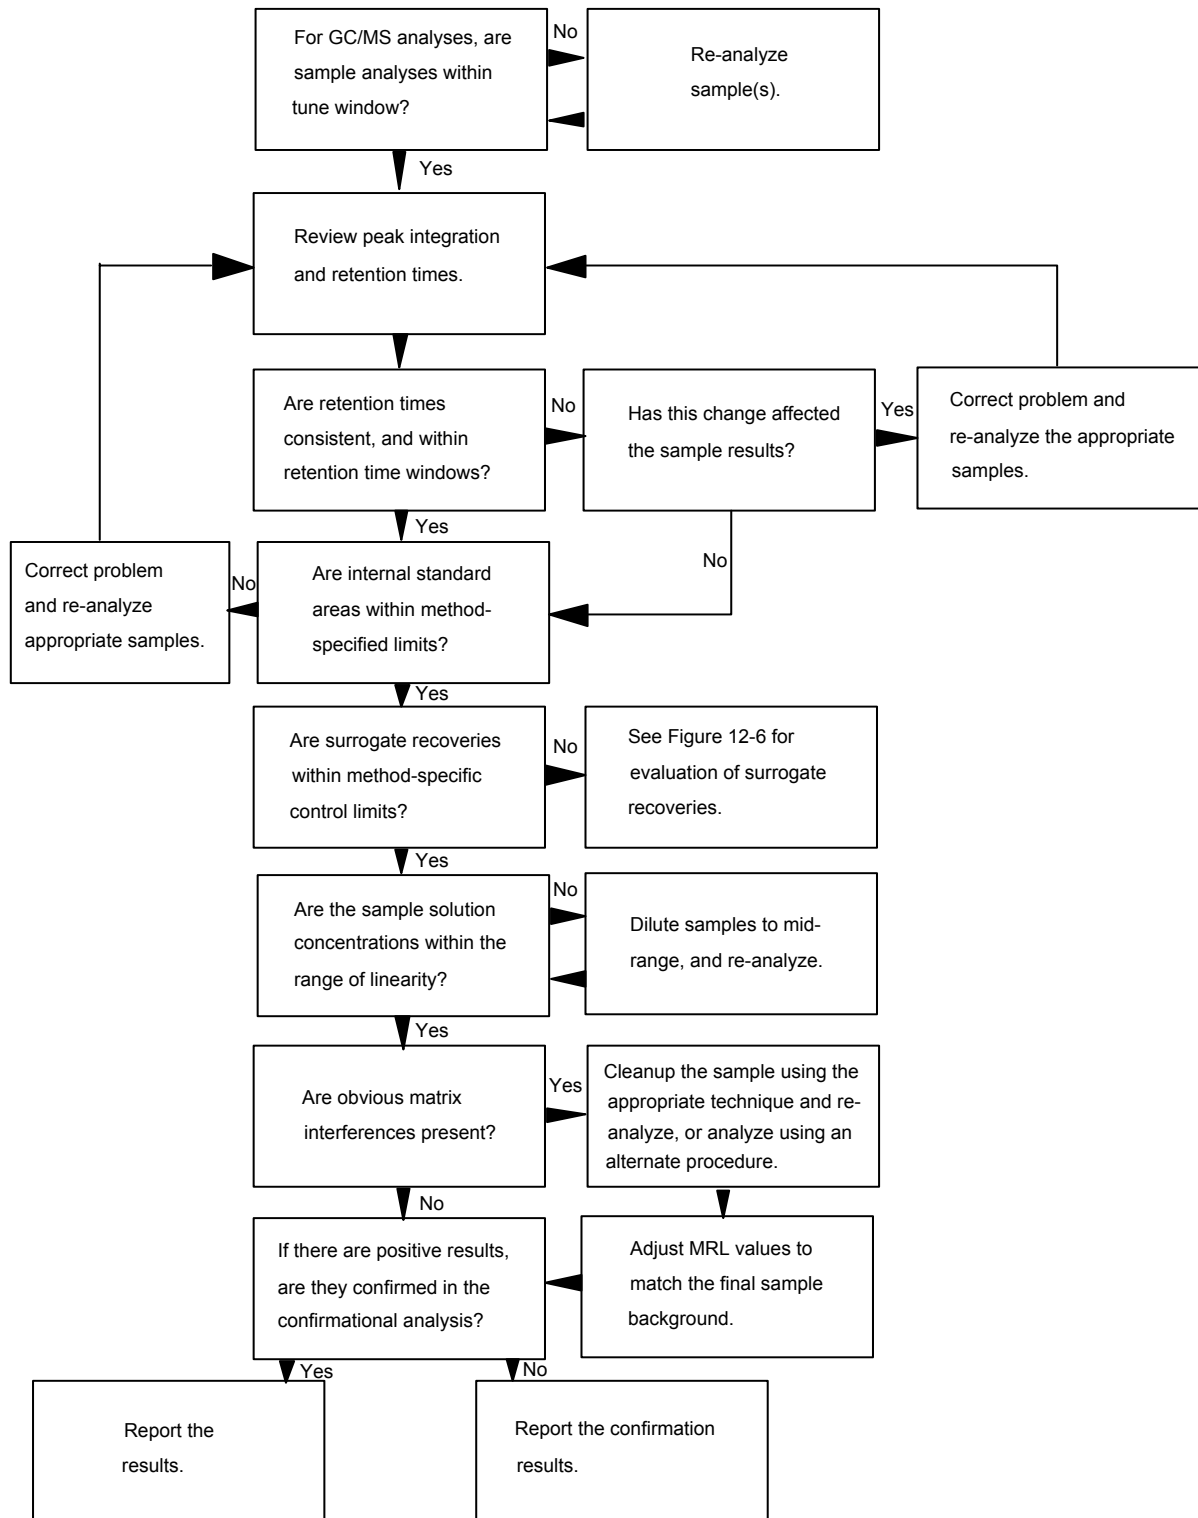 For GC/MS analyses, are
sample analyses within
tune window?
No
Re-analyze
sample(s).
Yes
Review peak integration
and retention times.
Are retention times
consistent, and within
retention time windows?
No
Has this change affected
the sample results?
Yes
Correct problem and
re-analyze the appropriate
samples.
Yes
No
Correct problem
and re-analyze
appropriate samples.
No
Are internal standard
areas within method-
specified limits?
Yes
Are surrogate recoveries
within method-specific
control limits?
No
See Figure 12-6 for
evaluation of surrogate
recoveries.
Yes
Are the sample solution
concentrations within the
range of linearity?
No
Dilute samples to mid-
range, and re-analyze.
Yes
Are obvious matrix
interferences present?
Yes
Cleanup the sample using the
appropriate technique and re-
analyze, or analyze using an
alternate procedure.
No
If there are positive results,
are they confirmed in the
confirmational analysis?
Adjust MRL values to
match the final sample
background.
Yes
No
Report the
results.
Report the confirmation
results.